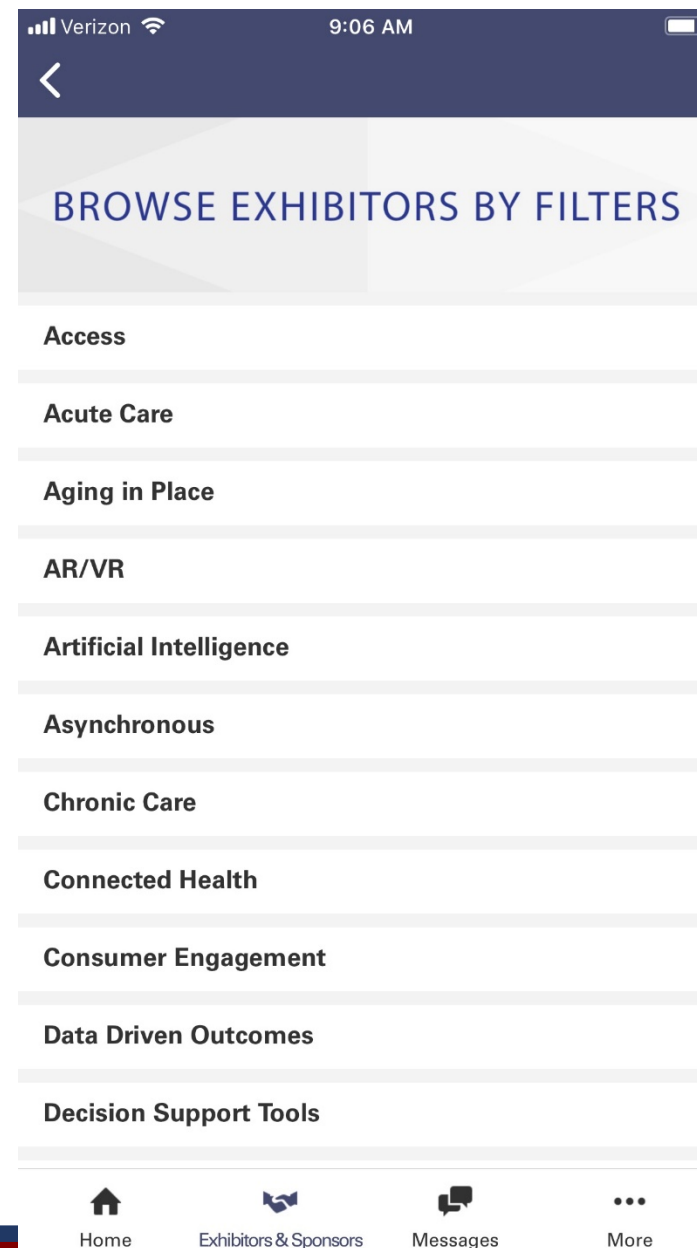 Verizon 9:06 AM
BROWSE EXHIBITORS BY FILTERS
Access
Acute Care
Aging in Place
AR/VR
Artificial Intelligence
Asynchronous
Chronic Care
Connected Health
Consumer Engagement
Data Driven Outcomes
Decision Support Tools
Home Exhibitors & Sponsors Messages More